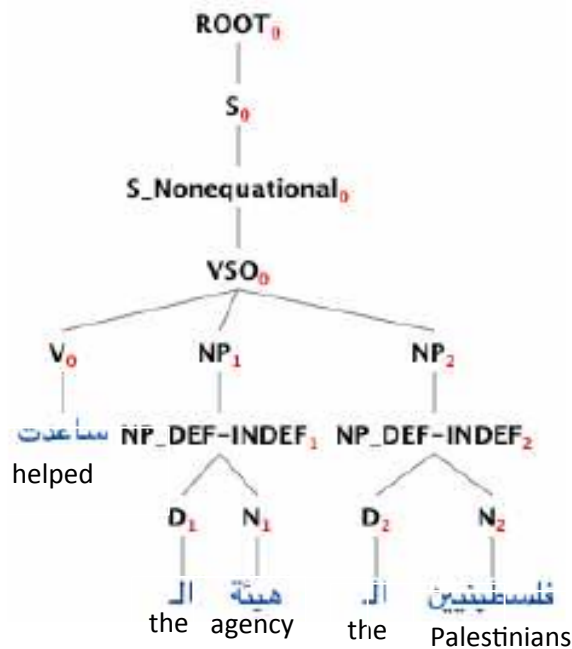 ROOT0
S0
S_Nonequational0
VSO0
V0 NP1 NP2
ساعدت NP_DEF-INDEF1 NP_DEF-INDEF2
helped
D1 N1 D2 N2
الـ هيئة الـ فلسطينيين
the agency the Palestinians